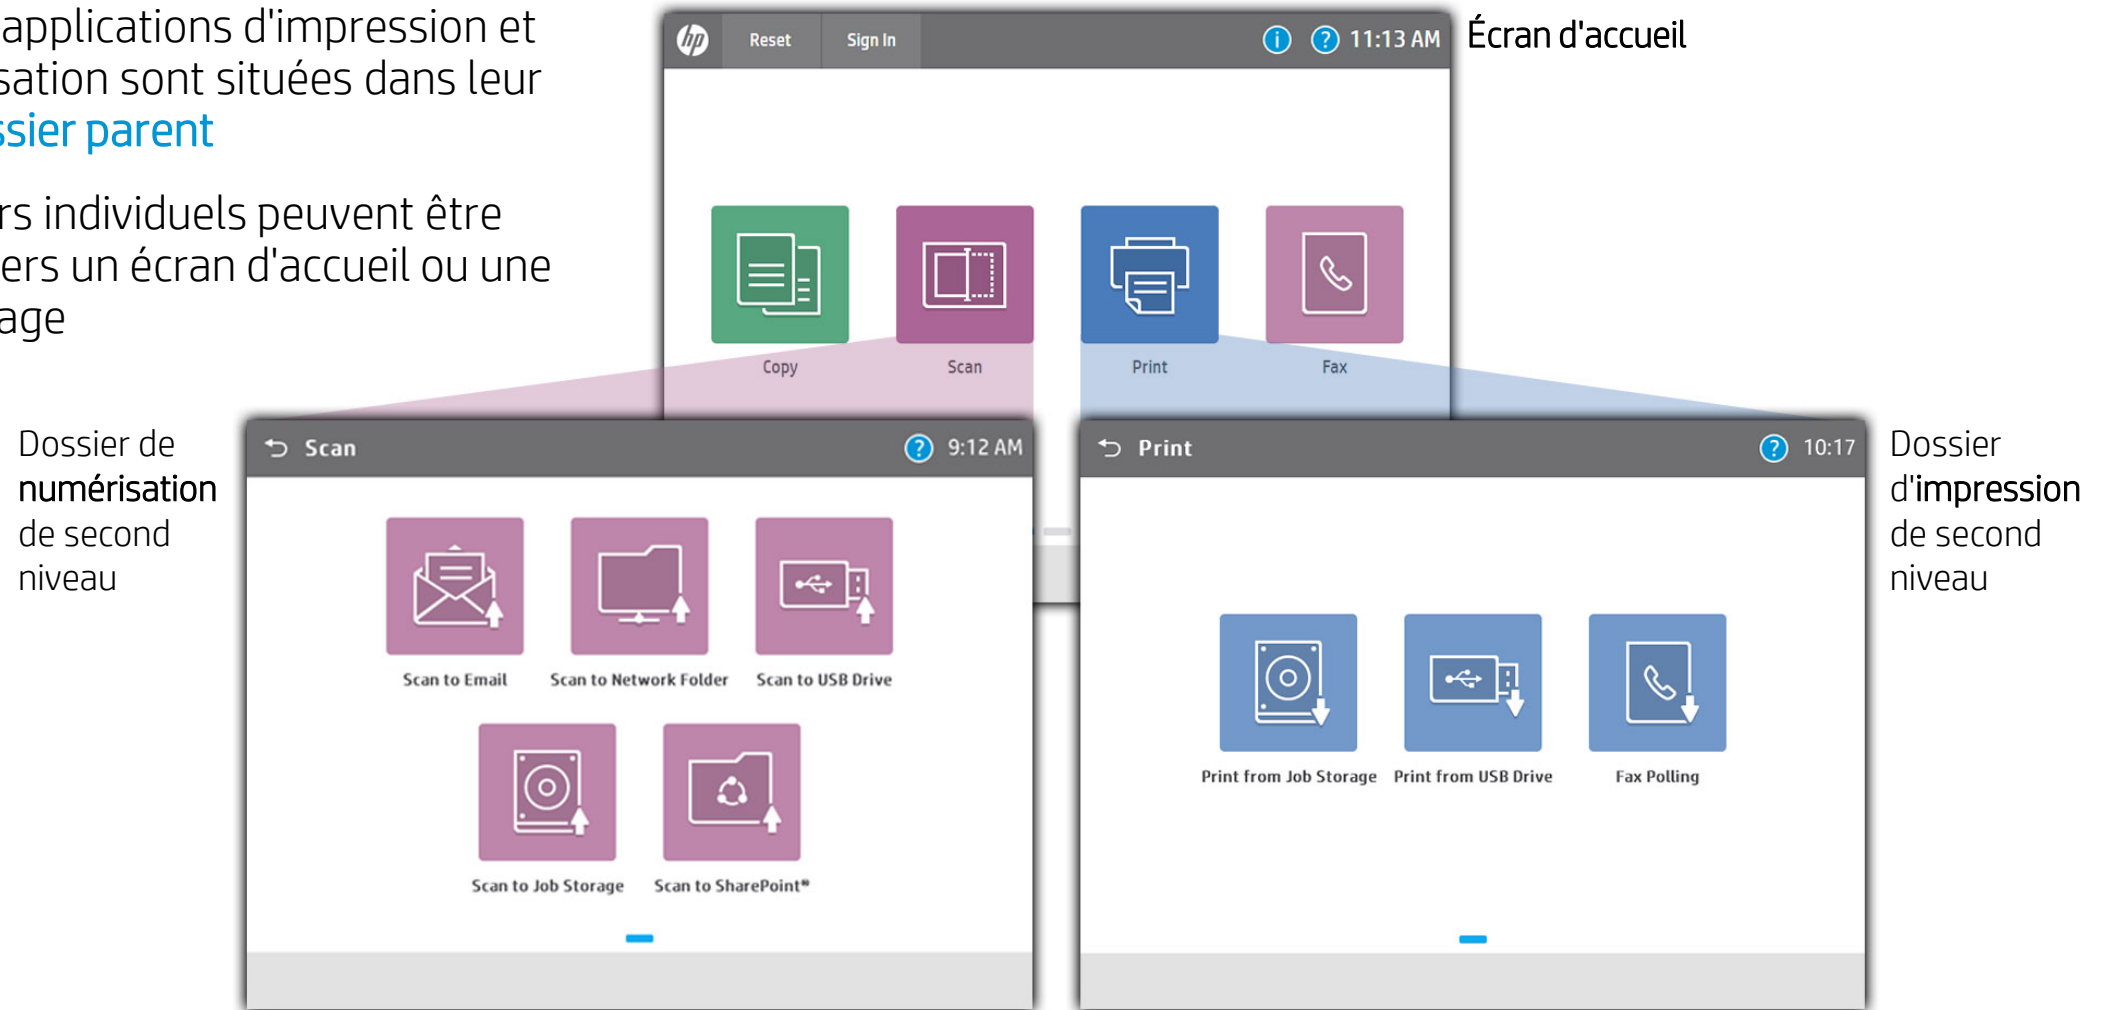 applications d'impression et
sation sont situées dans leur
ssier parent
rs individuels peuvent être
ers un écran d'accueil ou une
age
hp Reset Sign In i ? 11:13 AM
Écran d'accueil
Copy Scan Print Fax
Dossier de
numérisation
de second
niveau
Scan ? 9:12 AM
Scan to Email Scan to Network Folder Scan to USB Drive
Scan to Job Storage Scan to SharePoint®
Print ? 10:17
Print from Job Storage Print from USB Drive Fax Polling
Dossier
d'impression
de second
niveau